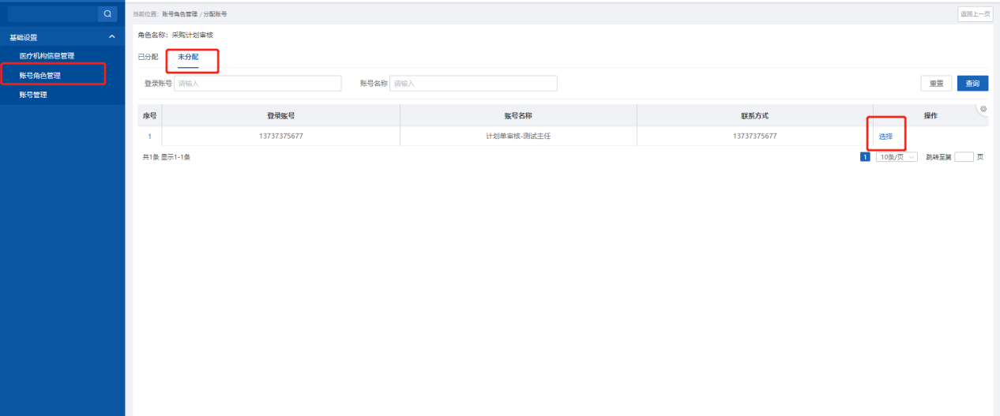 当前位置: 账号角色管理 / 分配账号
返回上一页
基础设置
医疗机构信息管理
账号角色管理
账号管理
角色名称: 采购计划审核
已分配 未分配
登录账号 请输入 账号名称 请输入 重置 查询
序号 登录账号 账号名称 联系方式 操作
1 13737375677 计划单审核-测试主任 13737375677 选择
共1条 显示1-1条 1 10条/页 跳转至第 页